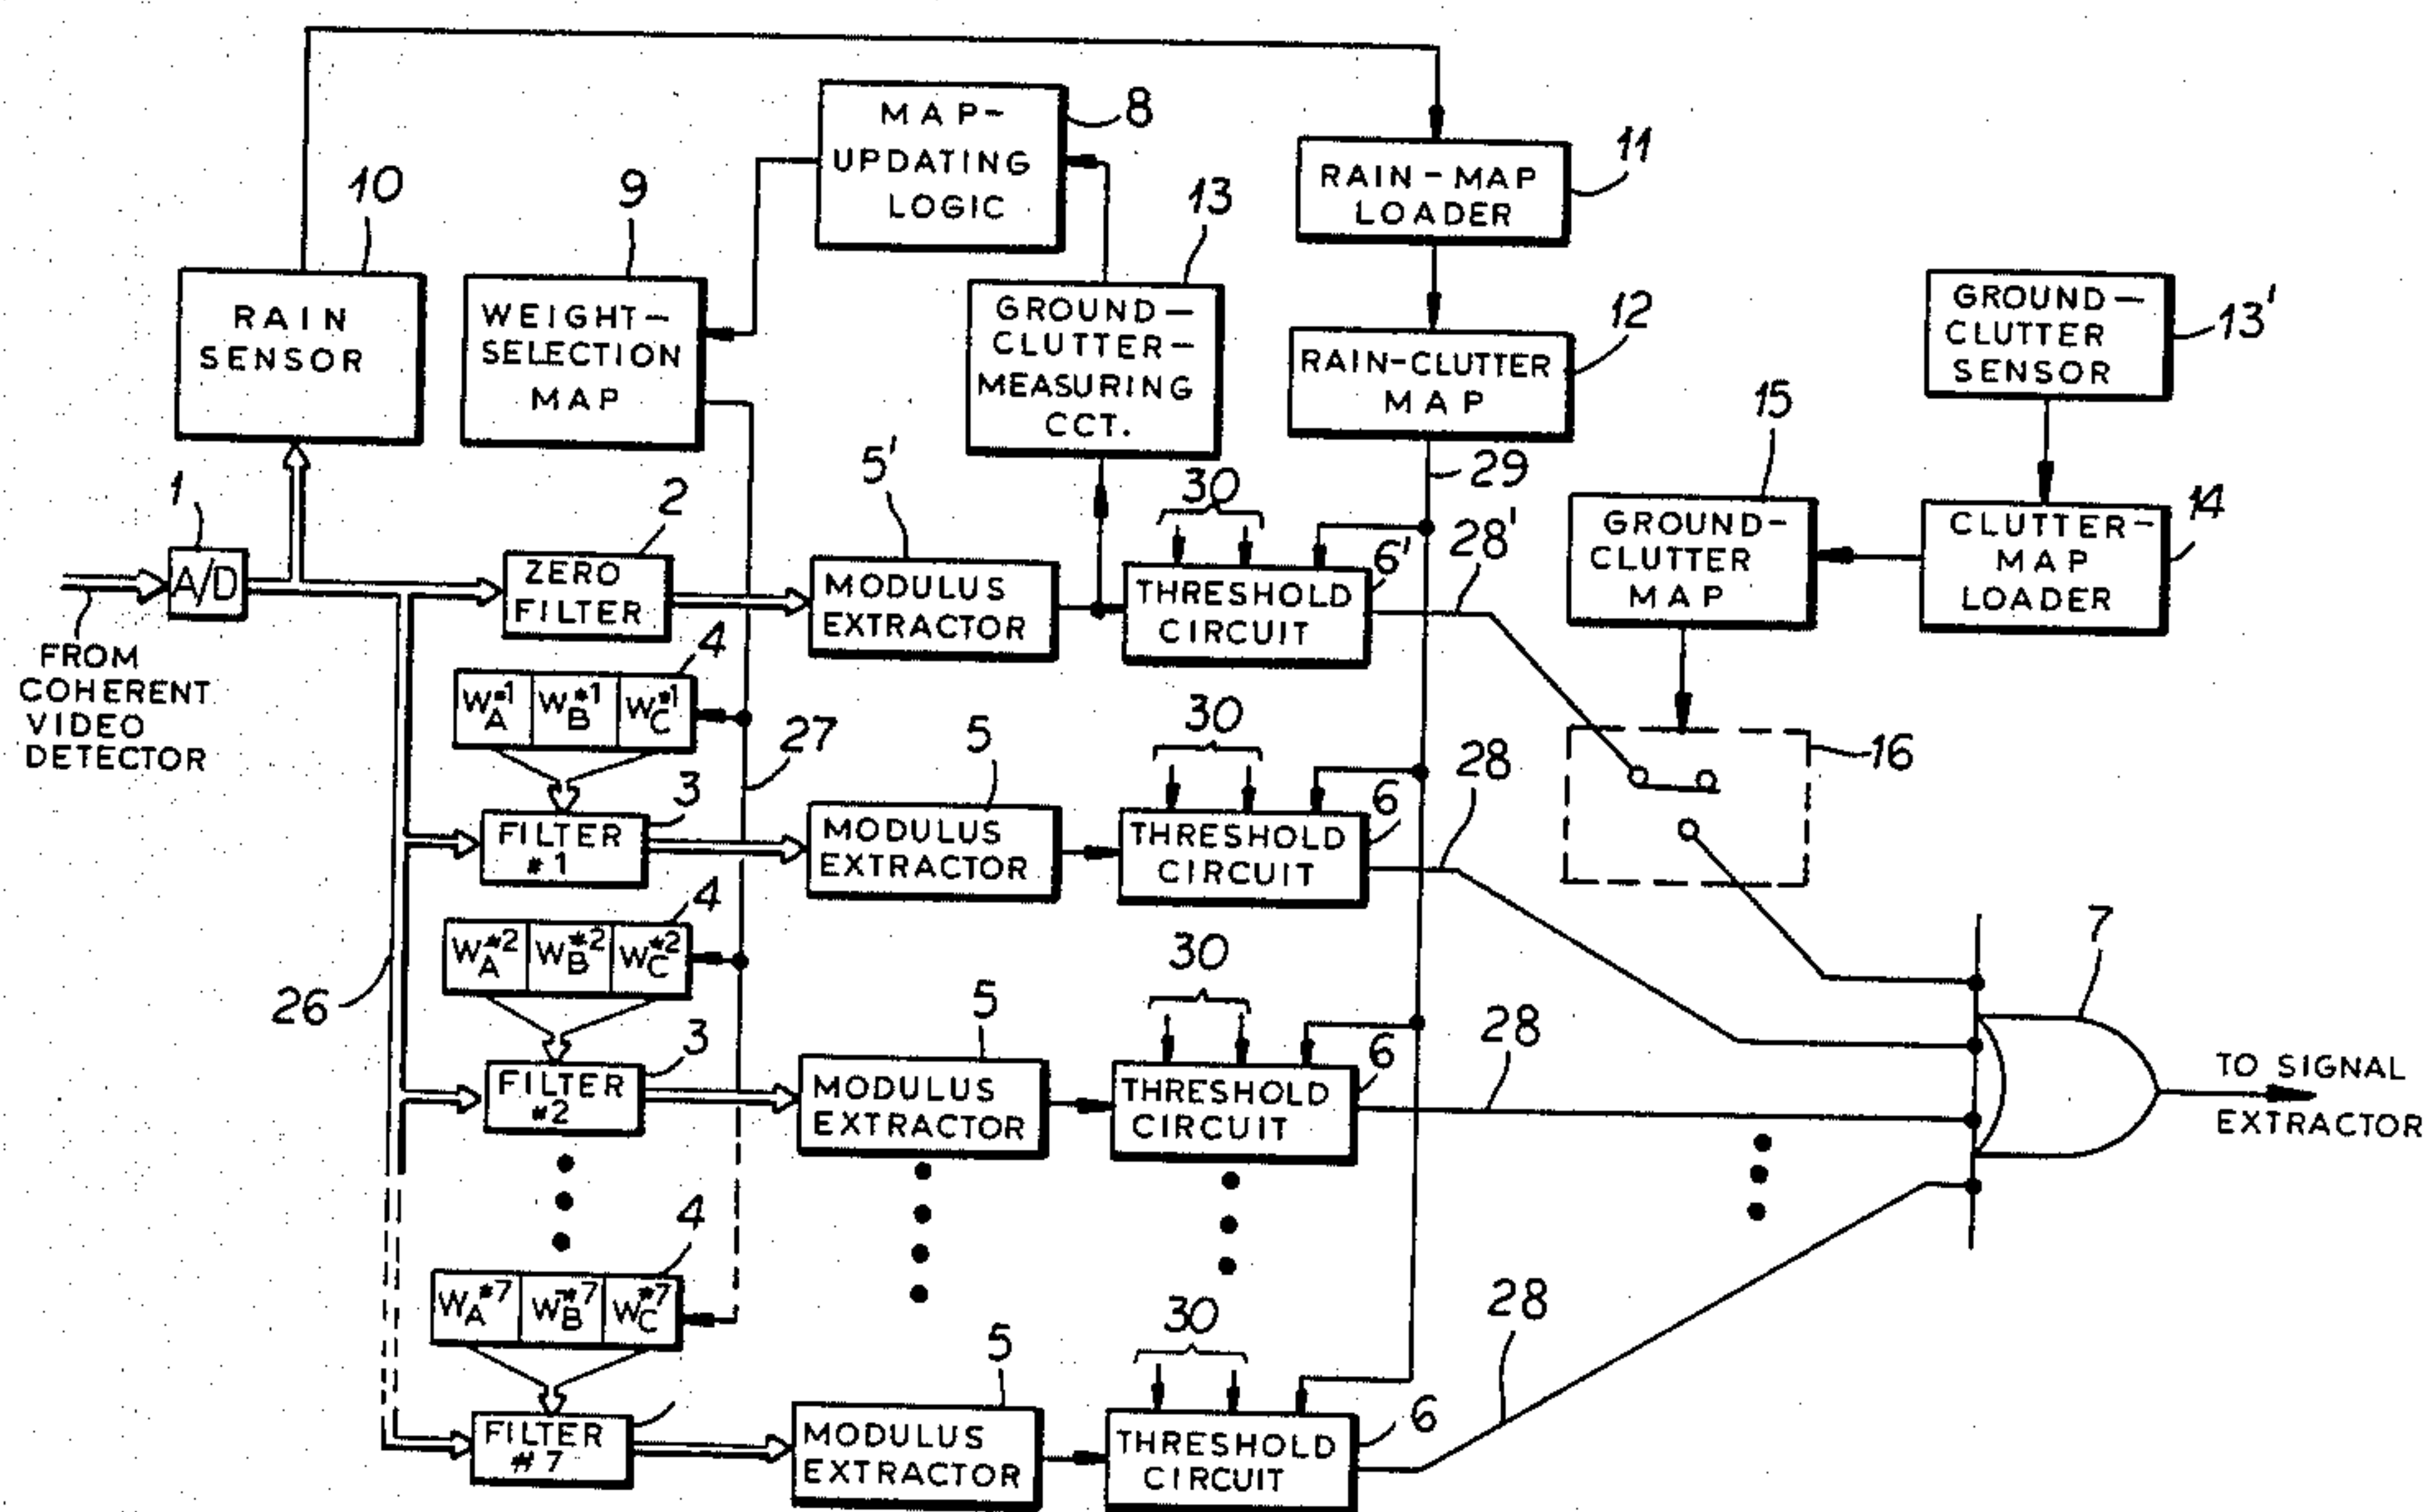 8
MAP-
UPDATING
LOGIC
10
9
13
11
RAIN-MAP
LOADER
RAIN
SENSOR
WEIGHT-
SELECTION
MAP
GROUND-
CLUTTER-
MEASURING
CCT.
12
RAIN-CLUTTER
MAP
GROUND-
CLUTTER
SENSOR
13'
15
14
1
2
5'
30
29
28'
6'
A/D
ZERO
FILTER
MODULUS
EXTRACTOR
THRESHOLD
CIRCUIT
GROUND-
CLUTTER
MAP
CLUTTER-
MAP
LOADER
FROM
COHERENT
VIDEO
DETECTOR
4
W_A^#1 W_B^#1 W_C^#1
27
16
3
5
30
6
28
FILTER
#1
MODULUS
EXTRACTOR
THRESHOLD
CIRCUIT
4
W_A^#2 W_B^#2 W_C^#2
26
3
5
30
6
28
7
FILTER
#2
MODULUS
EXTRACTOR
THRESHOLD
CIRCUIT
TO SIGNAL
EXTRACTOR
4
W_A^#7 W_B^#7 W_C^#7
5
30
6
28
FILTER
#7
MODULUS
EXTRACTOR
THRESHOLD
CIRCUIT